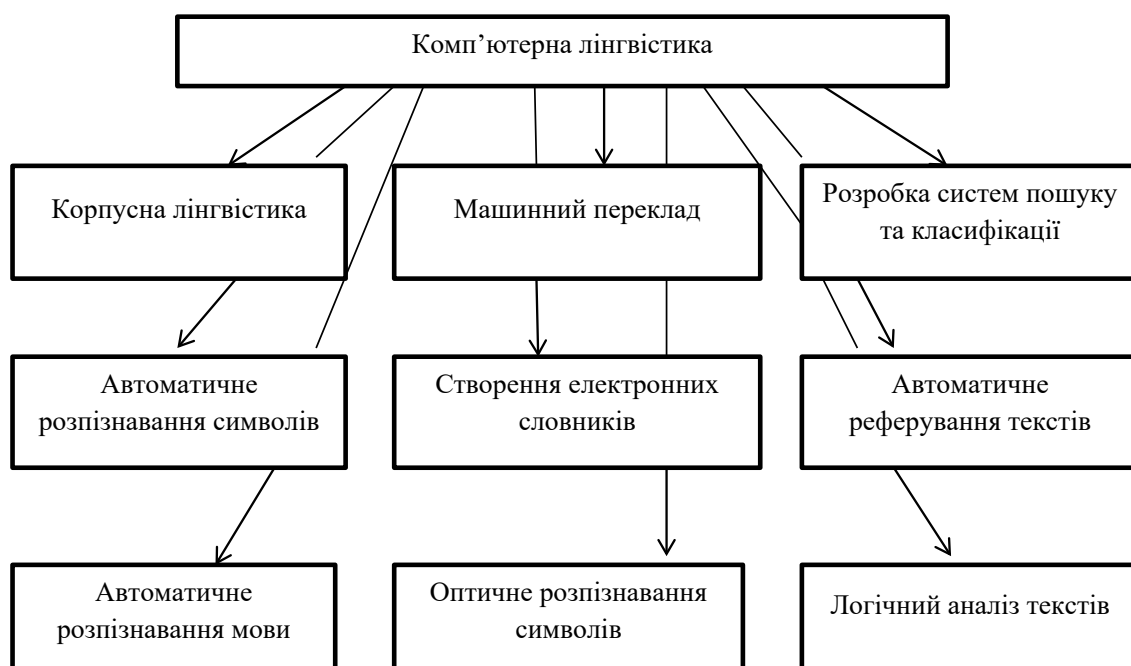 Комп’ютерна лінгвістика
Корпусна лінгвістика
Машинний переклад
Розробка систем пошуку
та класифікації
Автоматичне
розпізнавання символів
Створення електронних
словників
Автоматичне
реферування текстів
Автоматичне
розпізнавання мови
Оптичне розпізнавання
символів
Логічний аналіз текстів